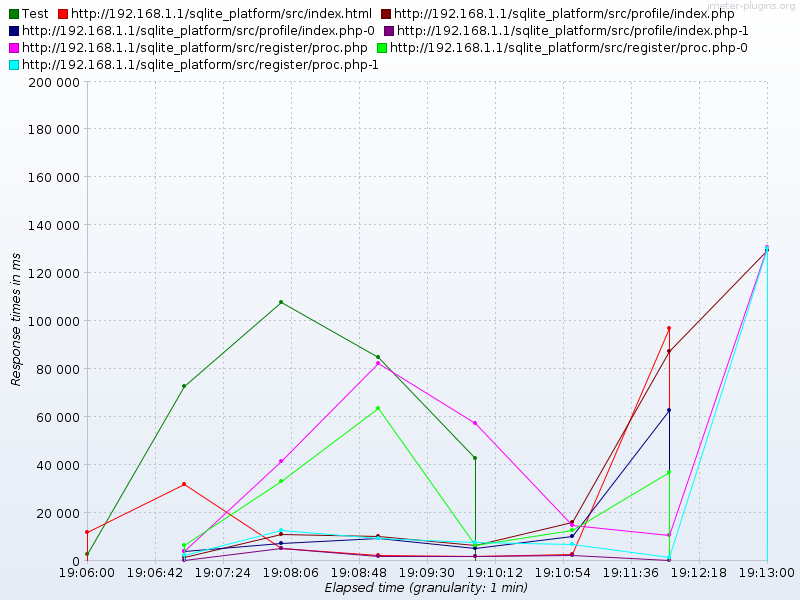 jmeter-plugins.org
Test http://192.168.1.1/sqlite_platform/src/index.html http://192.168.1.1/sqlite_platform/src/profile/index.php
http://192.168.1.1/sqlite_platform/src/profile/index.php-0 http://192.168.1.1/sqlite_platform/src/profile/index.php-1
http://192.168.1.1/sqlite_platform/src/register/proc.php http://192.168.1.1/sqlite_platform/src/register/proc.php-0
http://192.168.1.1/sqlite_platform/src/register/proc.php-1
200 000
180 000
160 000
140 000
120 000
100 000
80 000
60 000
40 000
20 000
0
Response times in ms
19:06:00 19:06:42 19:07:24 19:08:06 19:08:48 19:09:30 19:10:12 19:10:54 19:11:36 19:12:18 19:13:00
Elapsed time (granularity: 1 min)